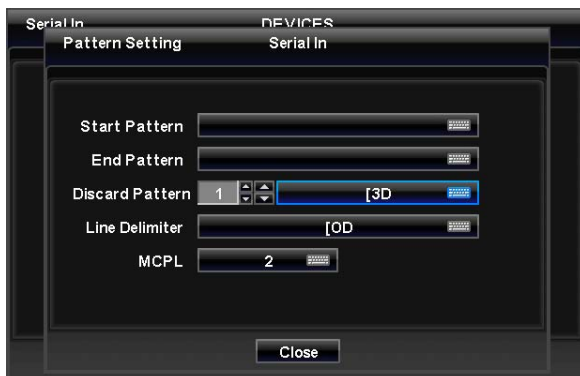 Serial In DEVICES
Pattern Setting Serial In
Start Pattern
End Pattern
Discard Pattern 1 [3D
Line Delimiter [0D
MCPL 2
Close